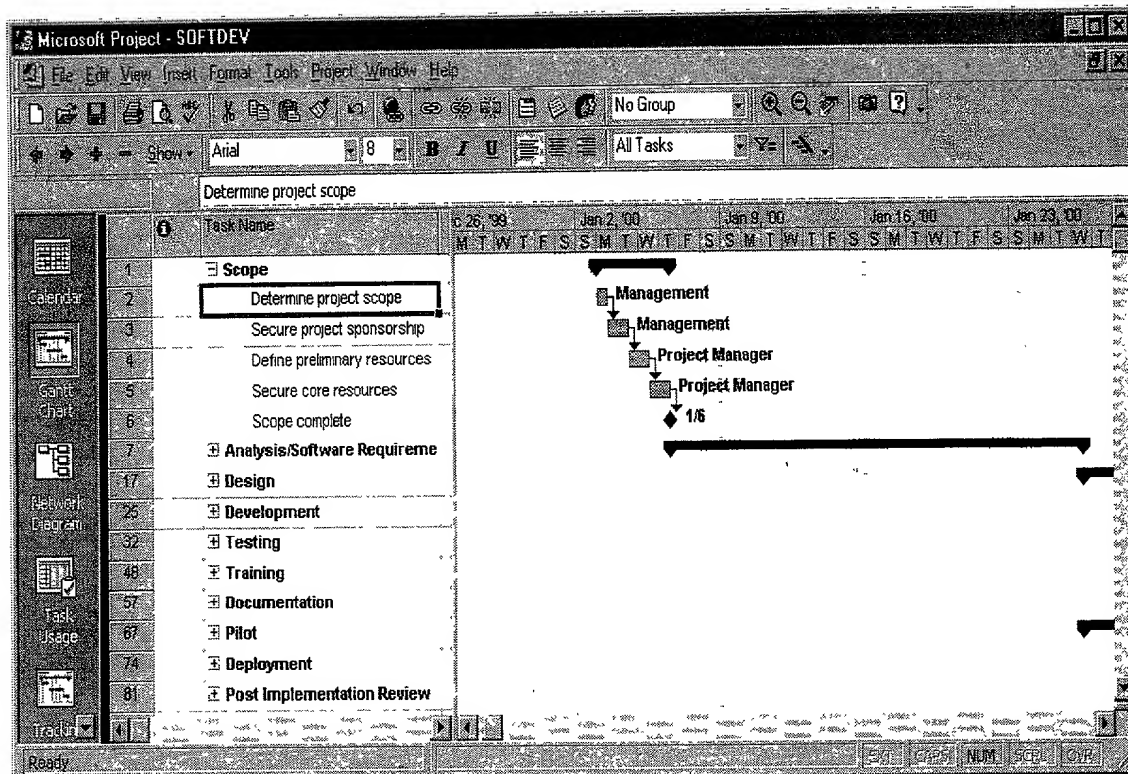 Microsoft Project - SOFTDEV
File Edit View Insert Format Tools Project Window Help
No Group
Show Arial 8 B I U All Tasks
Determine project scope
Task Name c 26, '99 Jan 2, '00 Jan 9, '00 Jan 16, '00 Jan 23, '00
M T W T F S S M T W T F S S M T W T F S S M T W T F S S M T W T
Calendar
Gantt Chart
Network Diagram
Task Usage
Trackin
1 Scope
2 Determine project scope Management
3 Secure project sponsorship Management
4 Define preliminary resources Project Manager
5 Secure core resources Project Manager
6 Scope complete 1/6
7 Analysis/Software Requireme
17 Design
25 Development
32 Testing
48 Training
57 Documentation
67 Pilot
74 Deployment
81 Post Implementation Review
Ready EXT CAPS NUM SCRL OVR